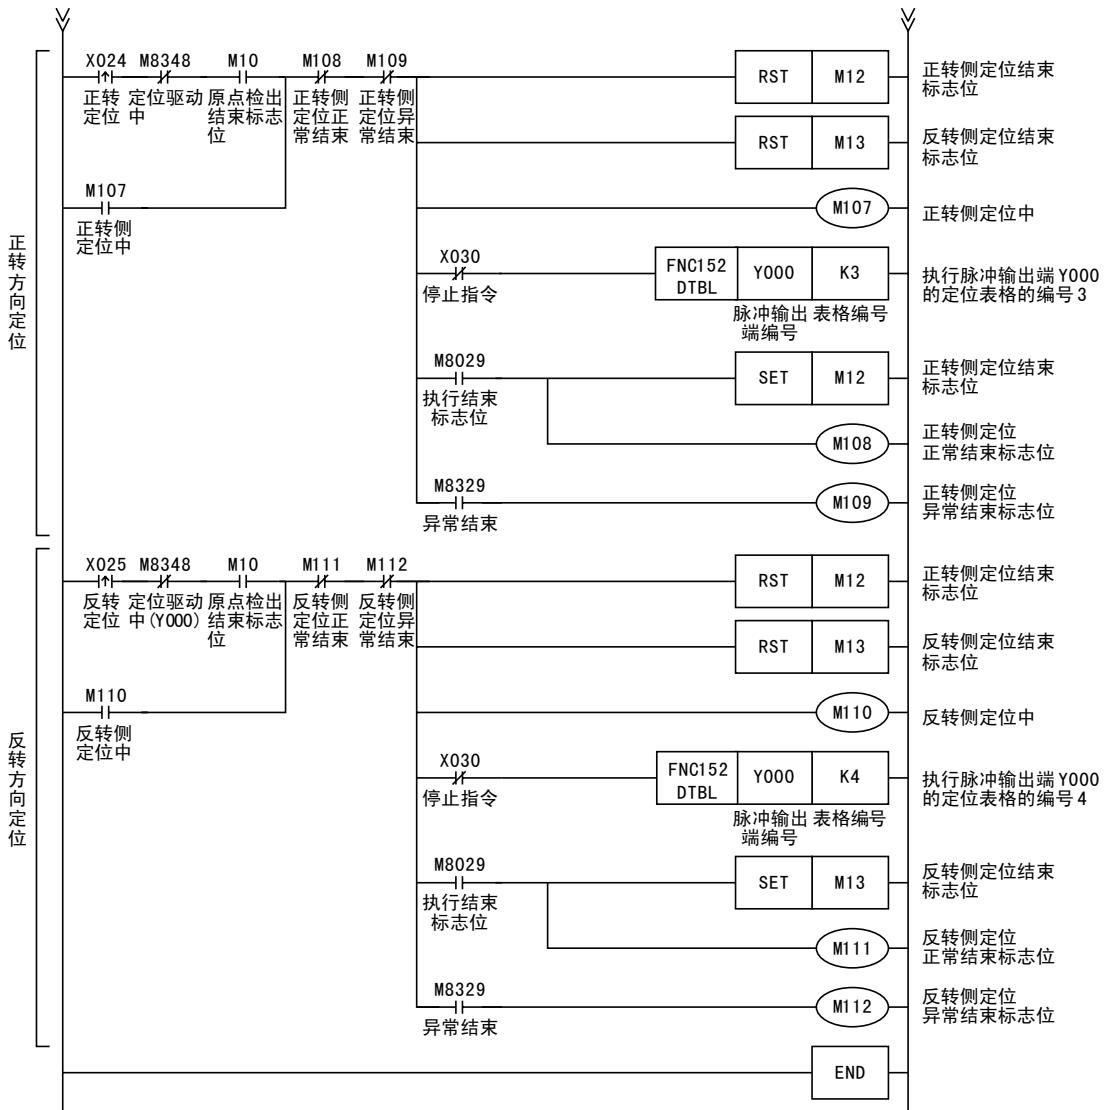 正转方向定位
X024 M8348 M10 M108 M109
正转 定位驱动 原点检出 正转侧 正转侧
定位 中 结束标志 定位正 定位异
位 常结束 常结束
RST M12
正转侧定位结束
标志位
RST M13
反转侧定位结束
标志位
M107
正转侧
定位中
M107
正转侧定位中
X030
停止指令
FNC152 Y000 K3
DTBL
脉冲输出 表格编号
端编号
执行脉冲输出端Y000
的定位表格的编号3
M8029
执行结束
标志位
SET M12
正转侧定位结束
标志位
M108
正转侧定位
正常结束标志位
M8329
异常结束
M109
正转侧定位
异常结束标志位
反转方向定位
X025 M8348 M10 M111 M112
反转 定位驱动 原点检出 反转侧 反转侧
定位 中(Y000) 结束标志 定位正 定位异
位 常结束 常结束
RST M12
正转侧定位结束
标志位
RST M13
反转侧定位结束
标志位
M110
反转侧
定位中
M110
反转侧定位中
X030
停止指令
FNC152 Y000 K4
DTBL
脉冲输出 表格编号
端编号
执行脉冲输出端Y000
的定位表格的编号4
M8029
执行结束
标志位
SET M13
反转侧定位结束
标志位
M111
反转侧定位
正常结束标志位
M8329
异常结束
M112
反转侧定位
异常结束标志位
END